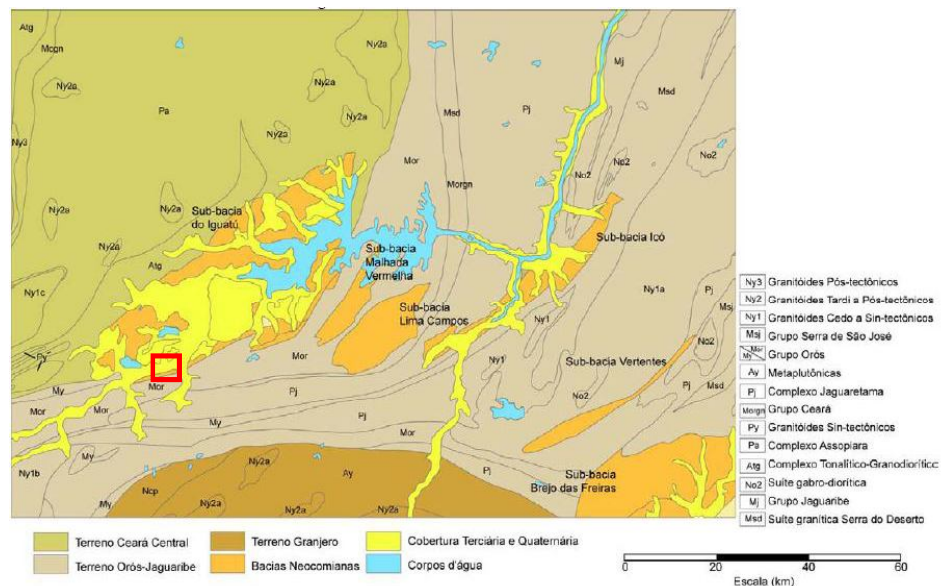 Atg
Mcgn
Ny2a
Ny2a
Ny2a
Pa
Ny2a
Ny3
Ny2a
Ny2a
Ny2a
Ny2a
Atg
Ny1c
Py
Sub-bacia
do Iguatú
Mj
Msd
Msd
Pj
Mor
Morgn
No2
No2
Sub-bacia
Malhada
Vermelha
Sub-bacia Icó
Sub-bacia
Lima Campos
Ny1a
Pj
Msj
Ny1
No2
Ny1
Sub-bacia Vertentes
Pj
Msd
No2
Mor
Mor
My
Pj
Mor
Mor
My
Pj
Mor
My
Ny1b
My
Ncp
Ny2a
Ny2a
Ay
Ny2a
Pj
Sub-bacia
Brejo das Freiras
Ny3 Granitóides Pós-tectônicos
Ny2 Granitóides Tardi a Pós-tectônicos
Ny1 Granitóides Cedo a Sin-tectônicos
Msj Grupo Serra de São José
My Mor Grupo Orós
Ay Metaplutônicas
Pj Complexo Jaguaretama
Morgn Grupo Ceará
Py Granitóides Sin-tectônicos
Pa Complexo Assopiara
Atg Complexo Tonalítico-Granodiorític
No2 Suíte gabro-diorítica
Mj Grupo Jaguaribe
Msd Suíte granítica Serra do Deserto
Terreno Ceará Central
Terreno Granjero
Cobertura Terciária e Quaternária
Terreno Orós-Jaguaribe
Bacias Neocomianas
Corpos d'água
0 20 40 60
Escala (km)